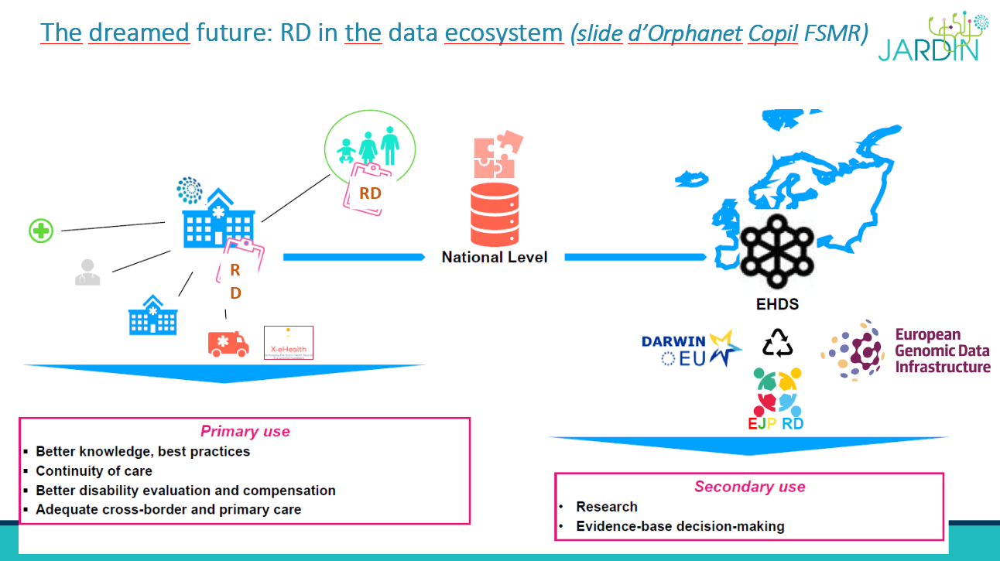 The dreamed future: RD in the data ecosystem (slide d'Orphanet Copil FSMR)
JARDIN
RD
R
D
National Level
EHDS
X-eHealth
DARWIN
EU
European
Genomic Data
Infrastructure
EJP RD
Primary use
▪ Better knowledge, best practices
▪ Continuity of care
▪ Better disability evaluation and compensation
▪ Adequate cross-border and primary care
Secondary use
• Research
• Evidence-base decision-making